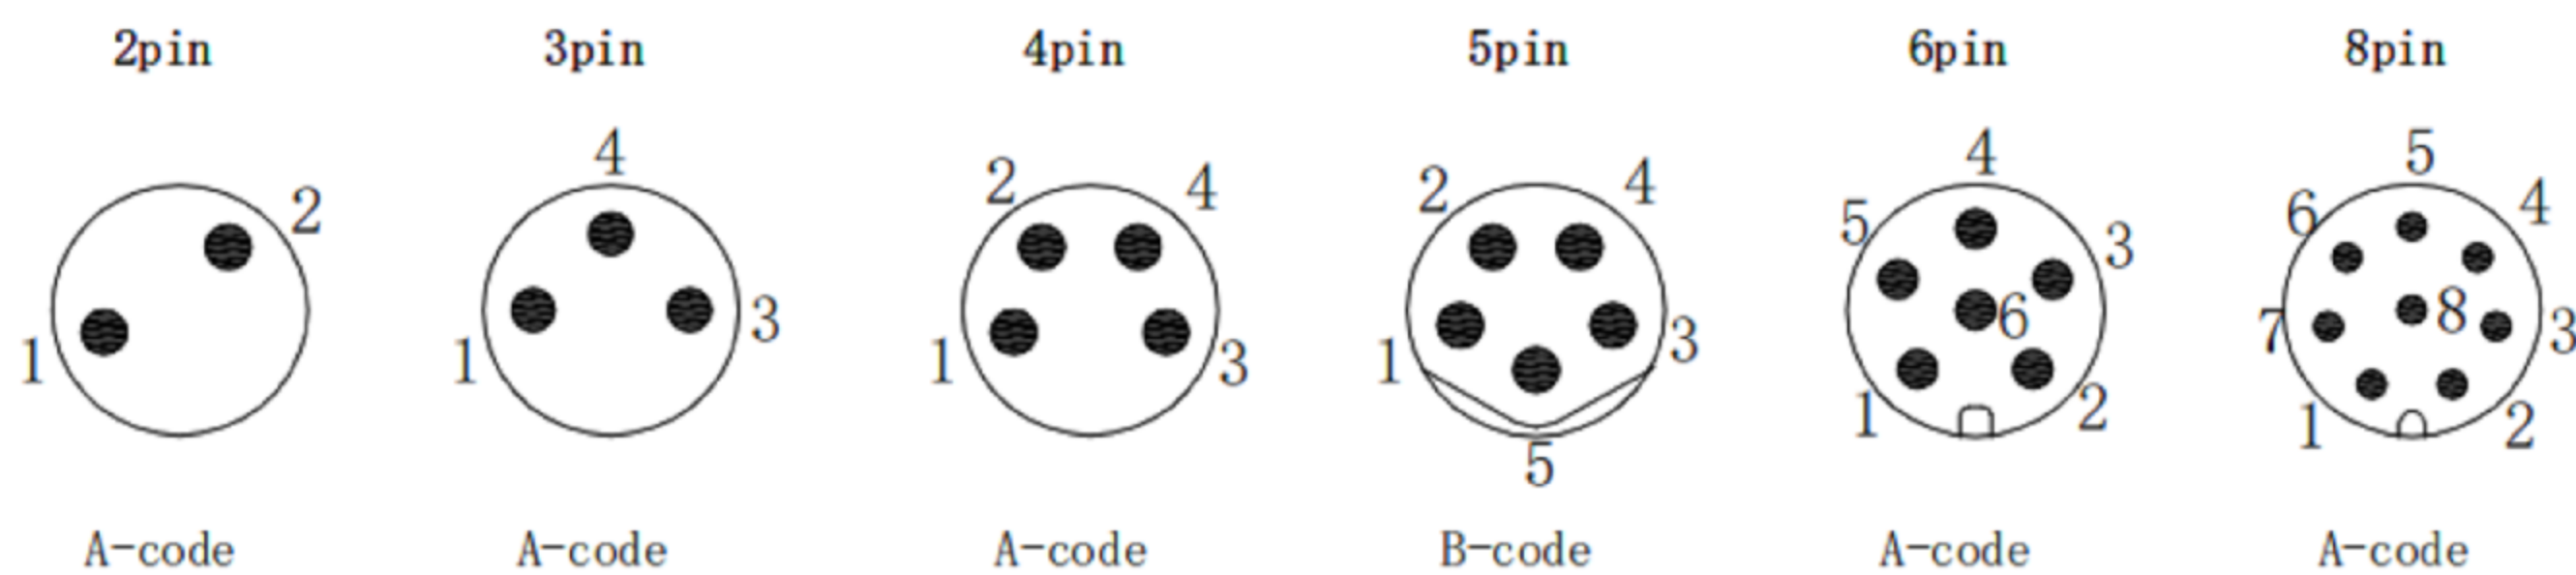 2pin 3pin 4pin 5pin 6pin 8pin
4 4 5
2 2 4 2 4 5 3 6 4
6 8
1 1 3 1 3 1 3 1 2 7 3
5 1 2
A-code A-code A-code B-code A-code A-code